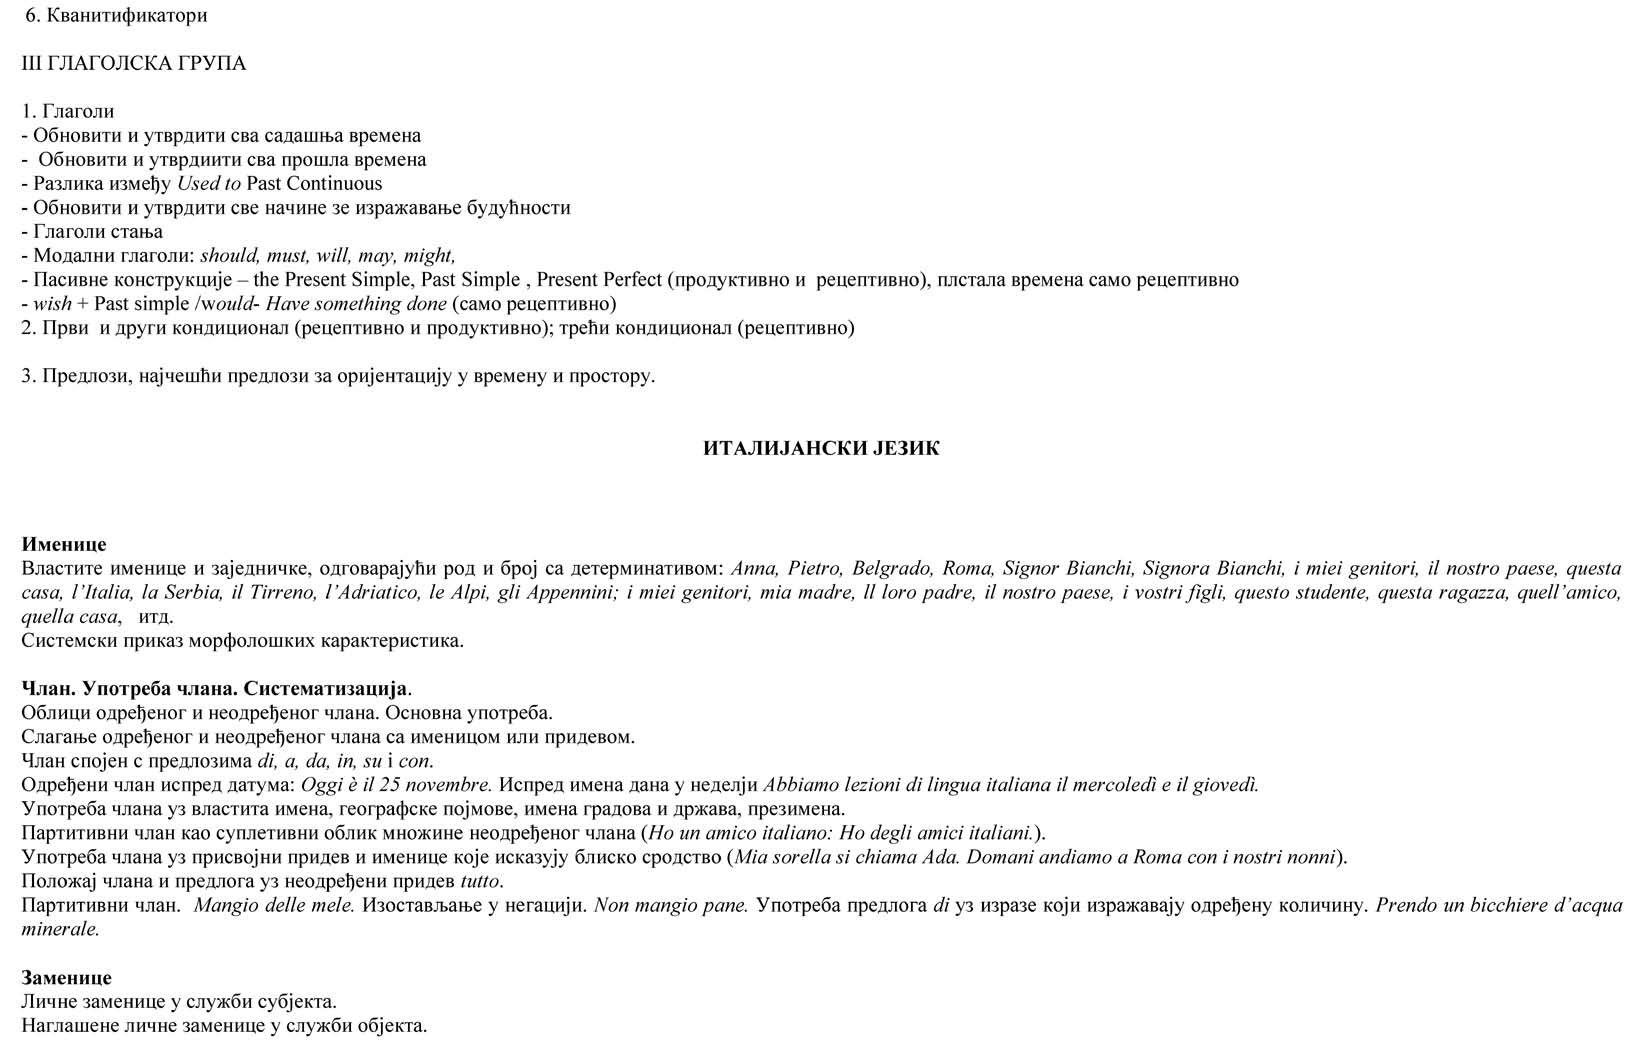 6. Квантитификатори
III ГЛАГОЛСКА ГРУПА
1. Глаголи
- Обновити и утврдити сва садашња времена
- Обновити и утврдиити сва прошла времена
- Разлика између Used to Past Continuous
- Обновити и утврдити све начине зе изражавање будућности
- Глаголи стања
- Модални глаголи: should, must, will, may, might,
- Пасивне конструкције – the Present Simple, Past Simple , Present Perfect (продуктивно и рецептивно), плстала времена само рецептивно
- wish + Past simple /would- Have something done (само рецептивно)
2. Први и други кондиционал (рецептивно и продуктивно); трећи кондиционал (рецептивно)
3. Предлози, најчешћи предлози за оријентацију у времену и простору.
ИТАЛИЈАНСКИ ЈЕЗИК
Именице
Властите именице и заједничке, одговарајући род и број са детерминативом: Anna, Pietro, Belgrado, Roma, Signor Bianchi, Signora Bianchi, i miei genitori, il nostro paese, questa
casa, l’Italia, la Serbia, il Tirreno, l’Adriatico, le Alpi, gli Appennini; i miei genitori, mia madre, ll loro padre, il nostro paese, i vostri figli, questo studente, questa ragazza, quell’amico,
quella casa, итд.
Системски приказ морфолошких карактеристика.
Члан. Употреба члана. Систематизација.
Облици одређеног и неодређеног члана. Основна употреба.
Слагање одређеног и неодређеног члана са именицом или придевом.
Члан спојен с предлозима di, a, da, in, su i con.
Одређени члан испред датума: Oggi è il 25 novembre. Испред имена дана у недељи Abbiamo lezioni di lingua italiana il mercoledì e il giovedì.
Употреба члана уз властита имена, географске појмове, имена градова и држава, презимена.
Партитивни члан као суплетивни облик множине неодређеног члана (Ho un amico italiano: Ho degli amici italiani.).
Употреба члана уз присвојни придев и именице које исказују блиско сродство (Mia sorella si chiama Ada. Domani andiamo a Roma con i nostri nonni).
Положај члана и предлога уз неодређени придев tutto.
Партитивни члан. Mangio delle mele. Изостављање у негацији. Non mangio pane. Употреба предлога di уз изразе који изражавају одређену количину. Prendo un bicchiere d’acqua
minerale.
Заменице
Личне заменице у служби субјекта.
Наглашене личне заменице у служби објекта.